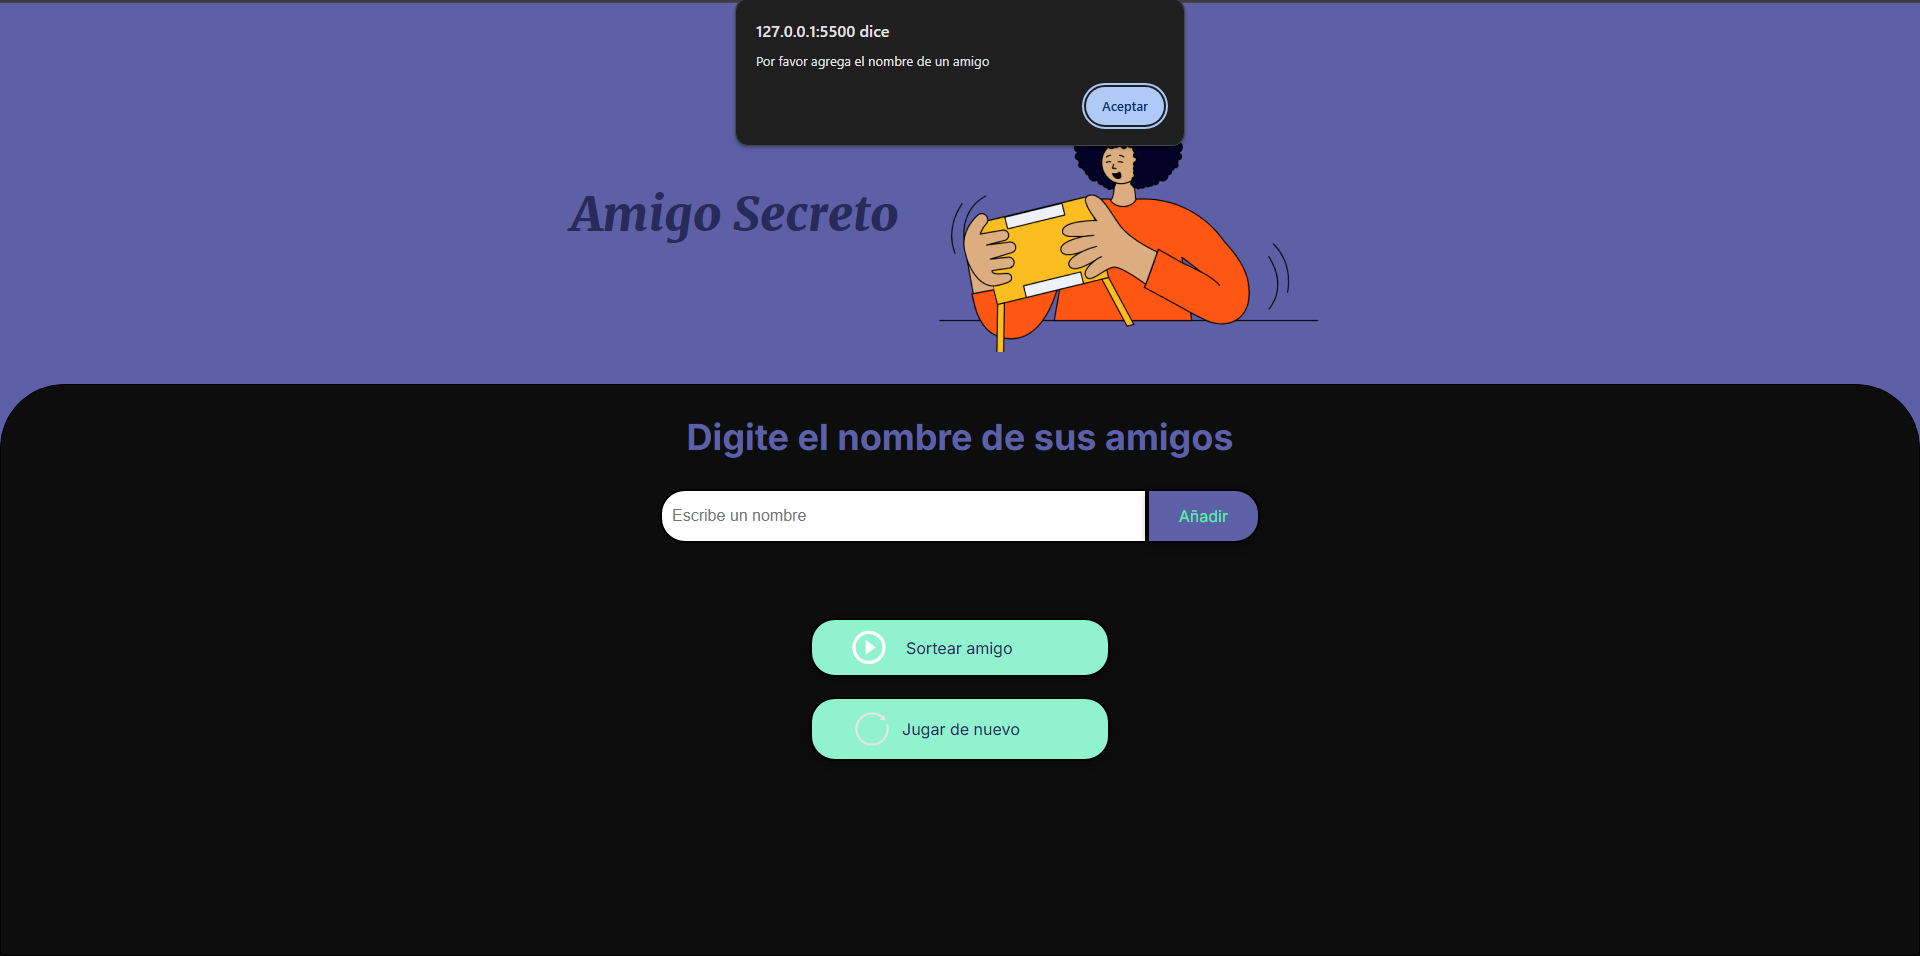 127.0.0.1:5500 dice
Por favor agrega el nombre de un amigo
Aceptar
Amigo Secreto
Digite el nombre de sus amigos
Escribe un nombre
Añadir
Sortear amigo
Jugar de nuevo